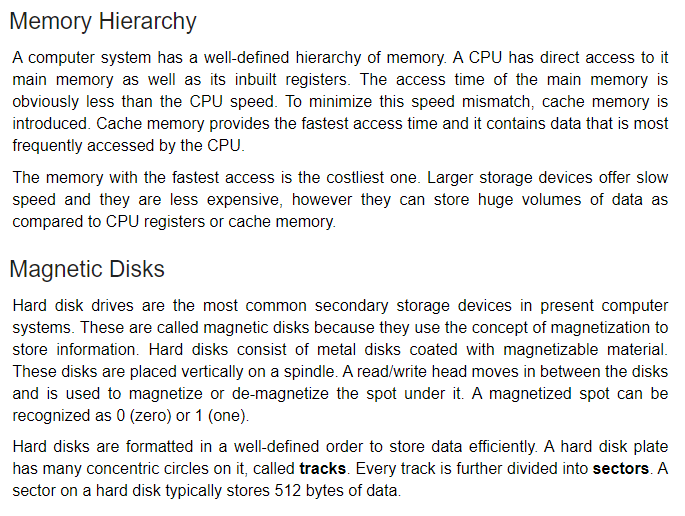 Memory Hierarchy
A computer system has a well-defined hierarchy of memory. A CPU has direct access to it
main memory as well as its inbuilt registers. The access time of the main memory is
obviously less than the CPU speed. To minimize this speed mismatch, cache memory is
introduced. Cache memory provides the fastest access time and it contains data that is most
frequently accessed by the CPU.
The memory with the fastest access is the costliest one. Larger storage devices offer slow
speed and they are less expensive, however they can store huge volumes of data as
compared to CPU registers or cache memory.
Magnetic Disks
Hard disk drives are the most common secondary storage devices in present computer
systems. These are called magnetic disks because they use the concept of magnetization to
store information. Hard disks consist of metal disks coated with magnetizable material.
These disks are placed vertically on a spindle. A read/write head moves in between the disks
and is used to magnetize or de-magnetize the spot under it. A magnetized spot can be
recognized as 0 (zero) or 1 (one).
Hard disks are formatted in a well-defined order to store data efficiently. A hard disk plate
has many concentric circles on it, called tracks. Every track is further divided into sectors. A
sector on a hard disk typically stores 512 bytes of data.